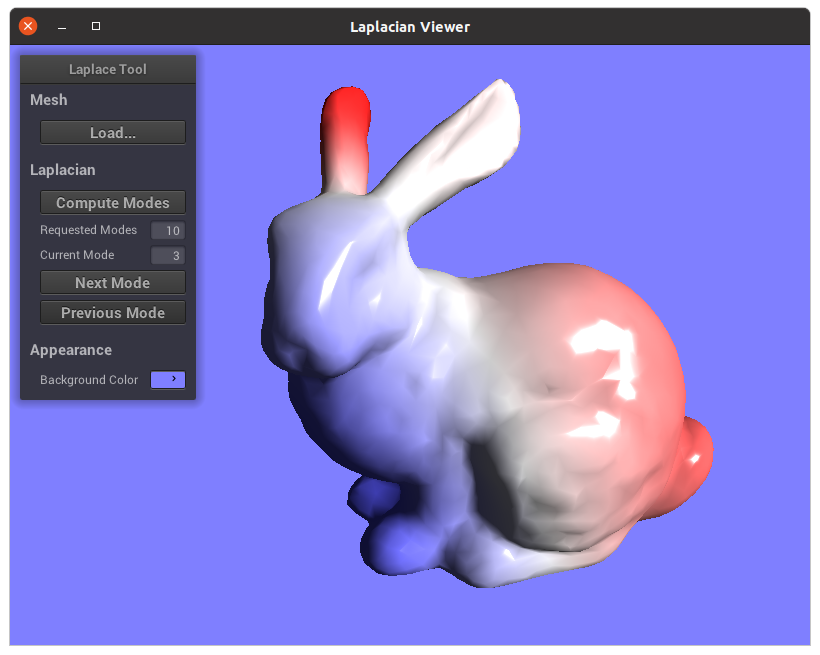 Laplacian Viewer
Laplace Tool
Mesh
Load...
Laplacian
Compute Modes
Requested Modes 10
Current Mode 3
Next Mode
Previous Mode
Appearance
Background Color